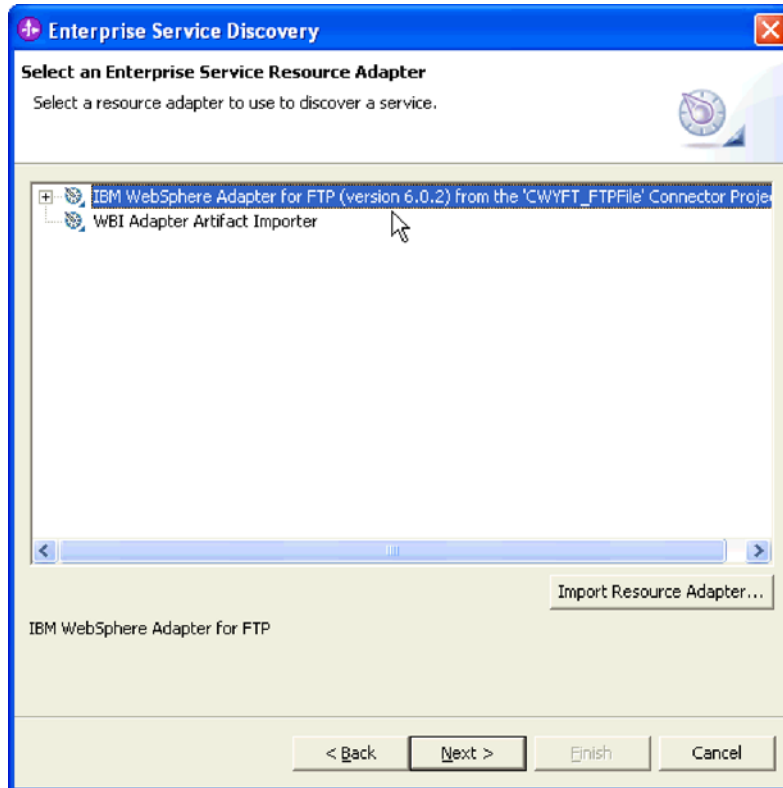 Enterprise Service Discovery
Select an Enterprise Service Resource Adapter
Select a resource adapter to use to discover a service.
IBM WebSphere Adapter for FTP (version 6.0.2) from the 'CWYFT_FTPFile' Connector Proje
WBI Adapter Artifact Importer
Import Resource Adapter...
IBM WebSphere Adapter for FTP
< Back
Next >
Finish
Cancel